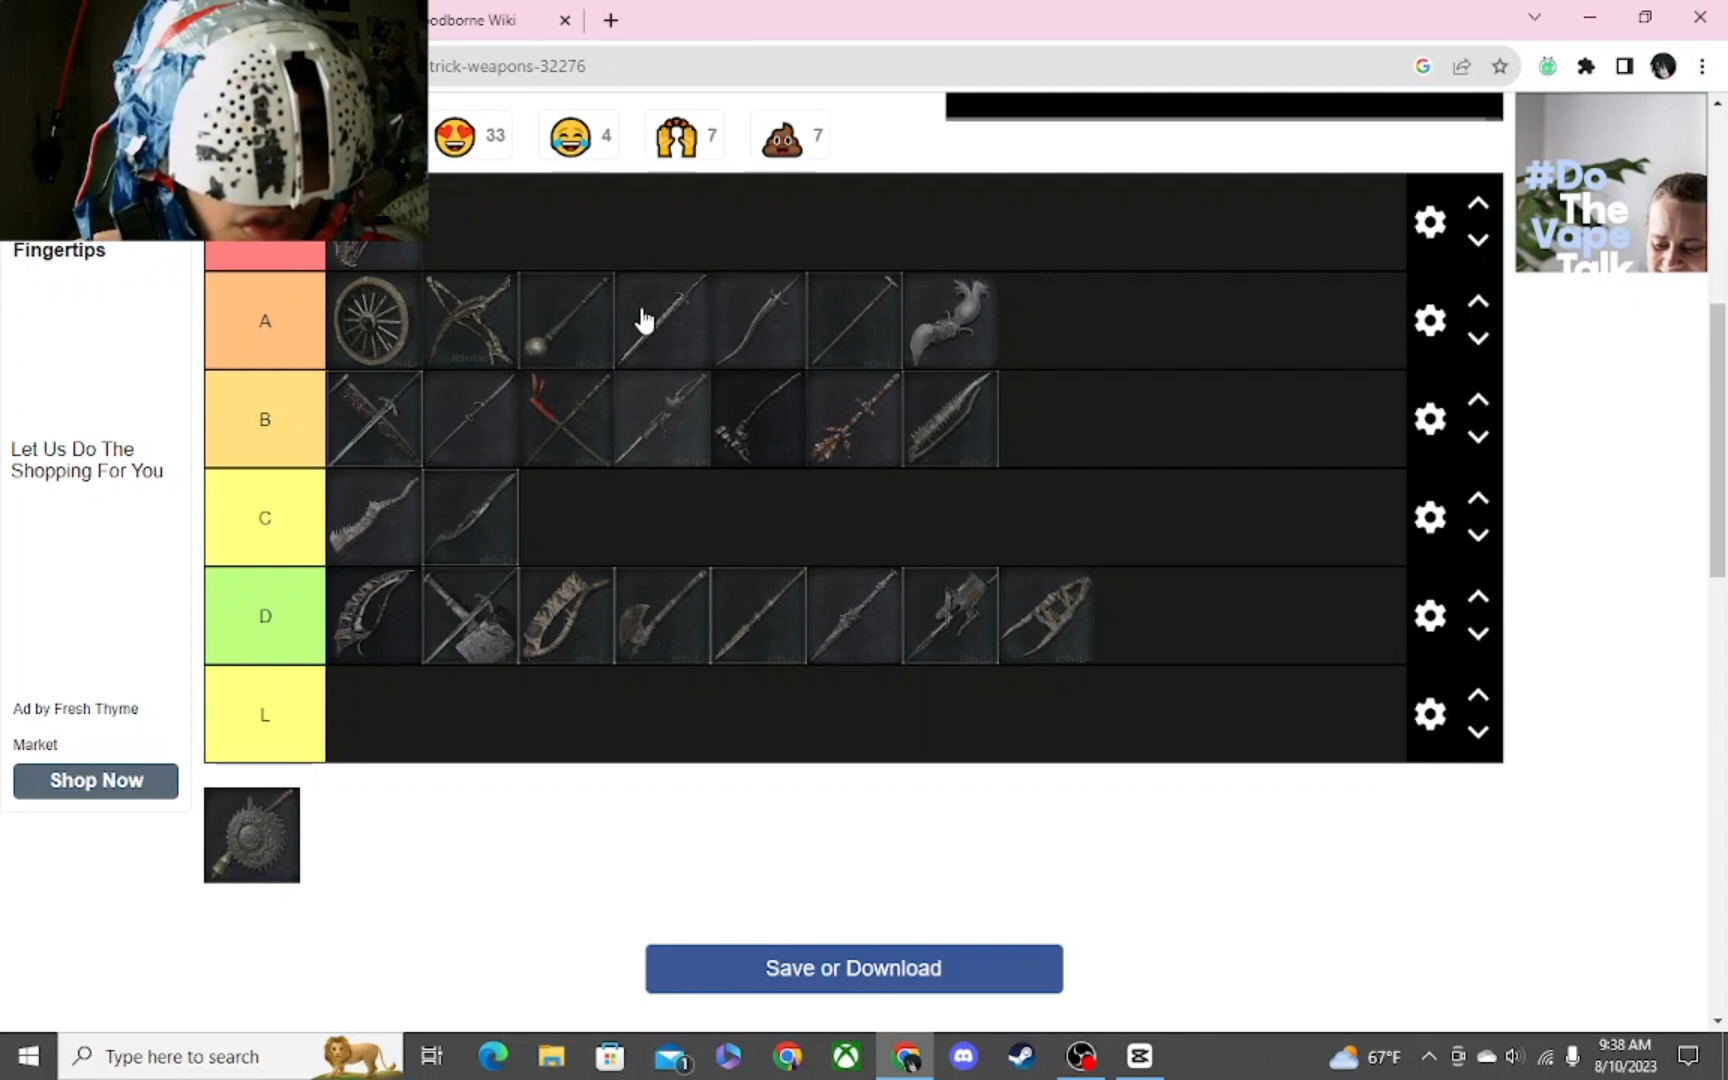 oodborne Wiki
trick-weapons-32276
33
4
7
7
#Do
The
Vape
Talk
Fingertips
A
Let Us Do The
Shopping For You
B
C
D
Ad by Fresh Thyme
Market
L
Shop Now
Save or Download
Type here to search
1
67°F
9:38 AM
8/10/2023